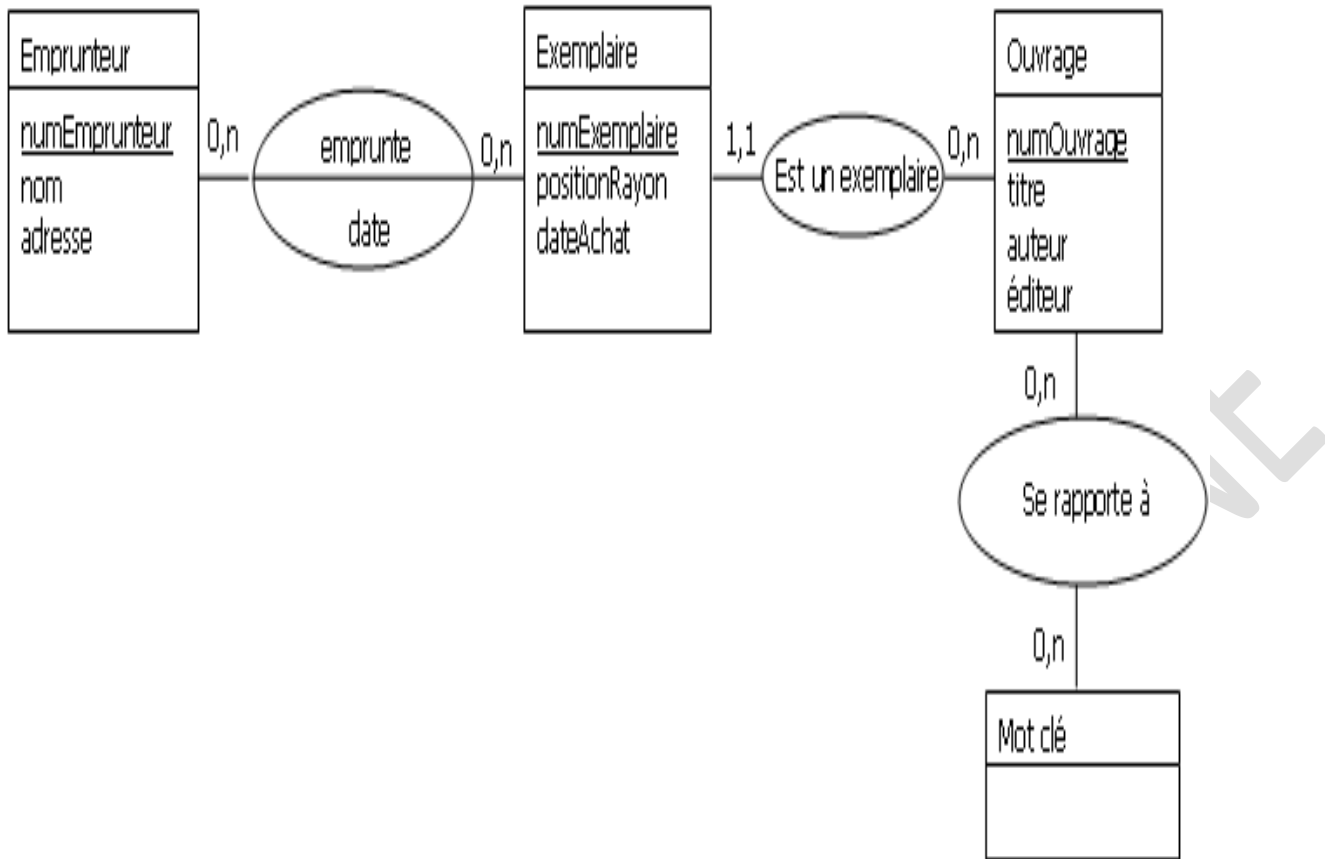 Emprunteur
numEmprunteur
nom
adresse
0,n
emprunte
date
0,n
Exemplaire
numExemplaire
positionRayon
dateAchat
1,1
Est un exemplaire
0,n
Ouvrage
numOuvrage
titre
auteur
éditeur
0,n
Se rapporte à
0,n
Mot clé